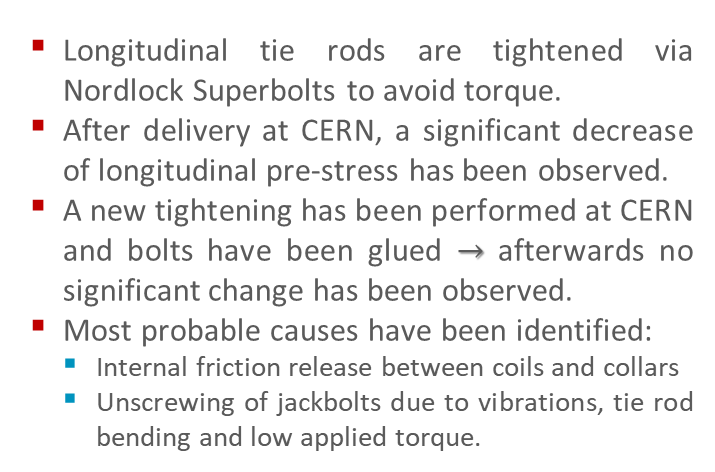 ▪ Longitudinal tie rods are tightened via
Nordlock Superbolts to avoid torque.
▪ After delivery at CERN, a significant decrease
of longitudinal pre-stress has been observed.
▪ A new tightening has been performed at CERN
and bolts have been glued → afterwards no
significant change has been observed.
▪ Most probable causes have been identified:
▪ Internal friction release between coils and collars
▪ Unscrewing of jackbolts due to vibrations, tie rod
bending and low applied torque.